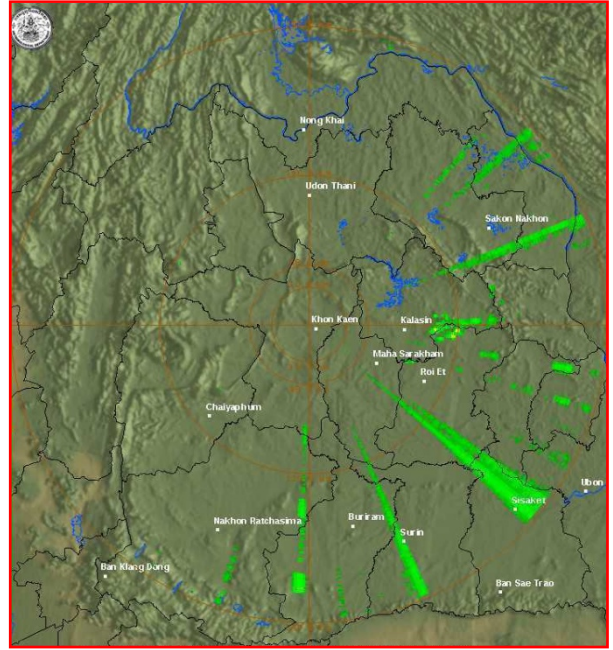 Nong Khai
Udon Thani
Sakon Nakhon
Khon Kaen
Kalasin
Maha Sarakham
Roi Et
Chaiyaphum
Ubon
Sisaket
Nakhon Ratchasima
Buriram
Surin
Ban Klang Dong
Ban Sae Trao